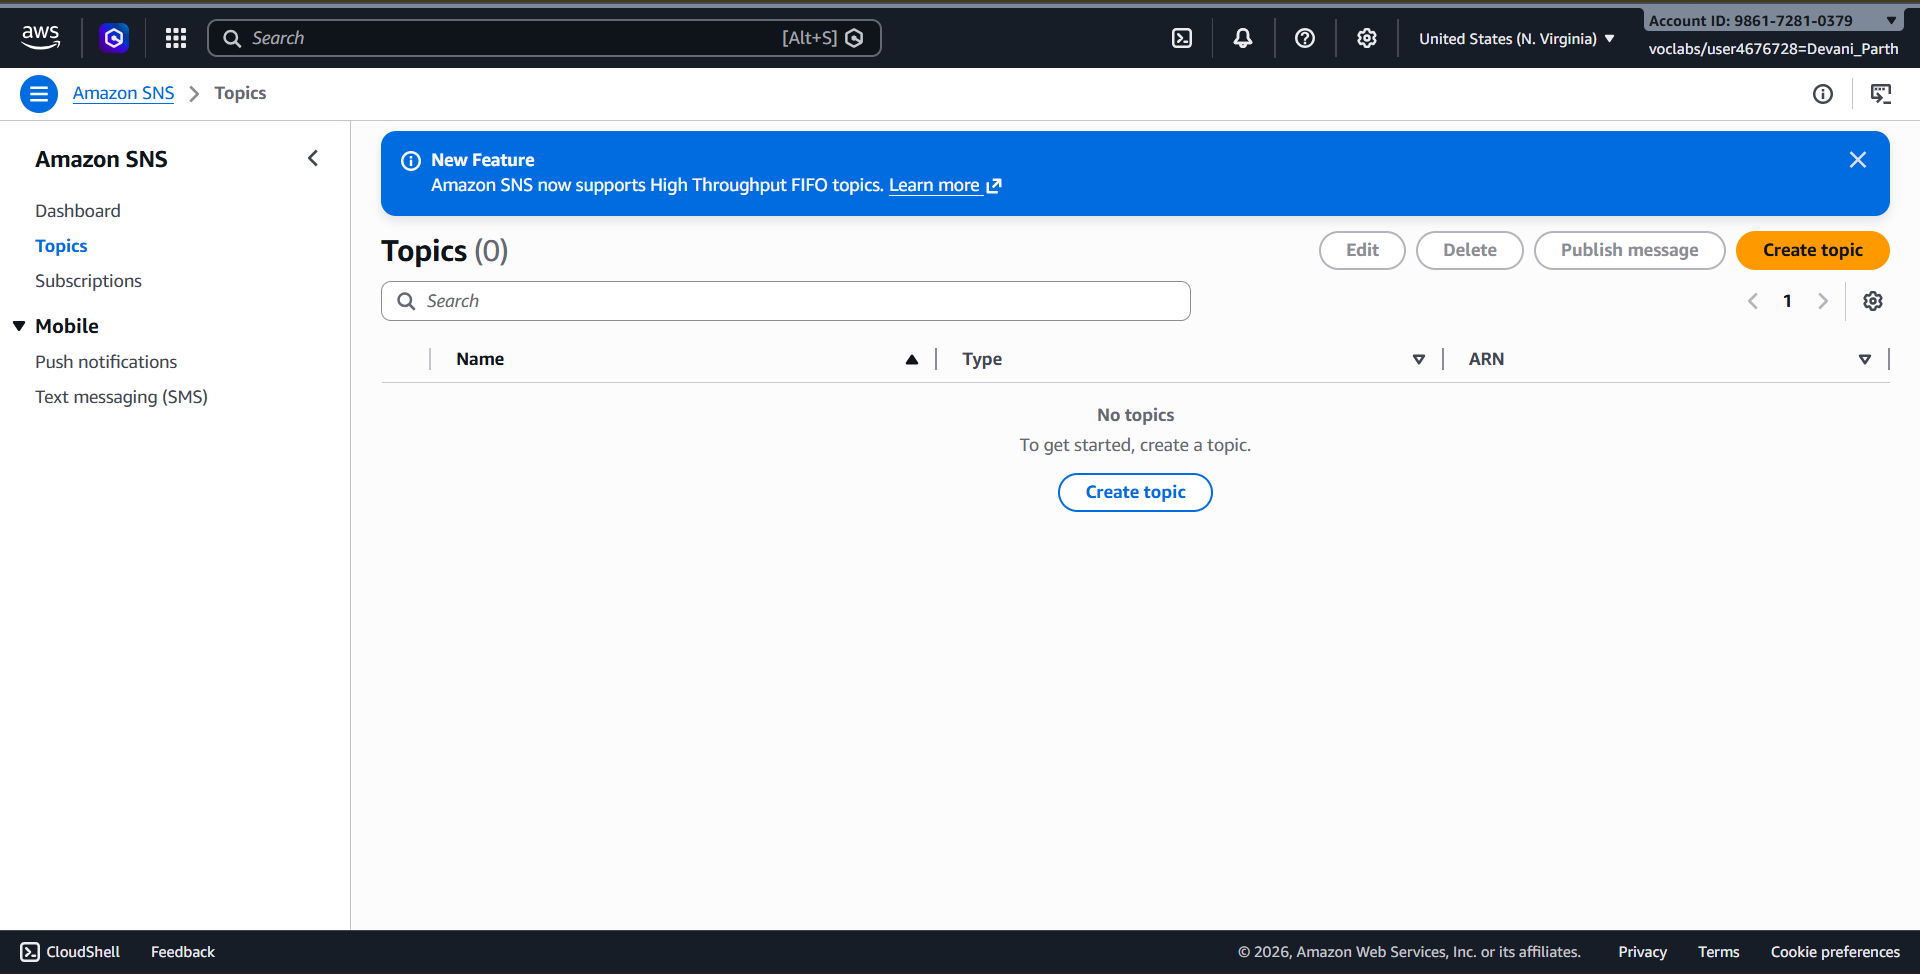 aws
Search [Alt+S]
United States (N. Virginia)
Account ID: 9861-7281-0379
voclabs/user4676728=Devani_Parth
Amazon SNS Topics
Amazon SNS
Dashboard
Topics
Subscriptions
Mobile
Push notifications
Text messaging (SMS)
New Feature
Amazon SNS now supports High Throughput FIFO topics. Learn more
Topics (0)
Edit Delete Publish message Create topic
Search
1
Name Type ARN
No topics
To get started, create a topic.
Create topic
CloudShell Feedback © 2026, Amazon Web Services, Inc. or its affiliates. Privacy Terms Cookie preferences